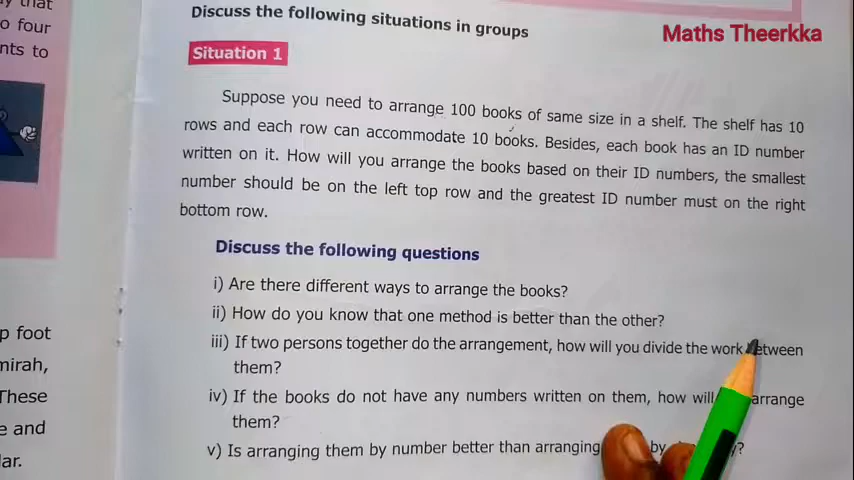 y that
o four
nts to
Discuss the following situations in groups
Maths Theerkka
Situation 1
Suppose you need to arrange 100 books of same size in a shelf. The shelf has 10
rows and each row can accommodate 10 books. Besides, each book has an ID number
written on it. How will you arrange the books based on their ID numbers, the smallest
number should be on the left top row and the greatest ID number must on the right
bottom row.
Discuss the following questions
i) Are there different ways to arrange the books?
ii) How do you know that one method is better than the other?
iii) If two persons together do the arrangement, how will you divide the work between
them?
iv) If the books do not have any numbers written on them, how will arrange
them?
v) Is arranging them by number better than arranging by
p foot
mirah,
These
e and
lar.